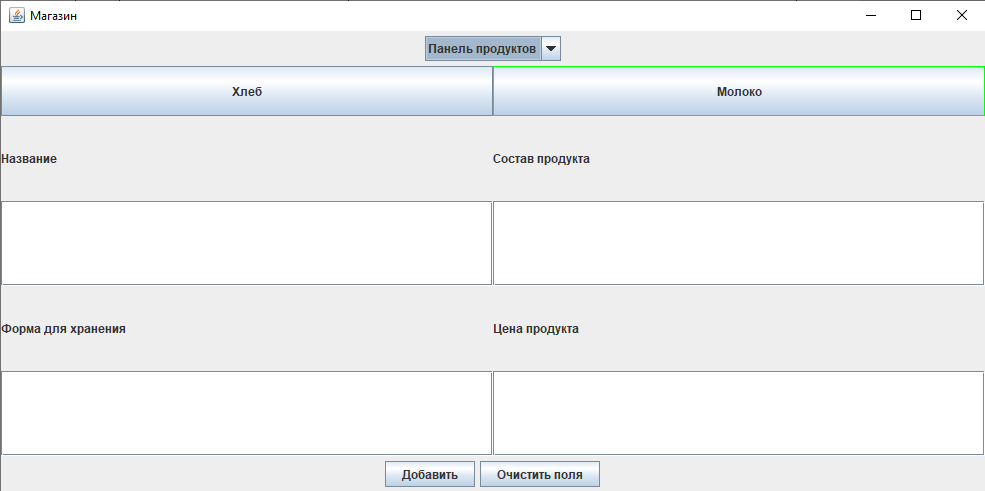 Магазин
Панель продуктов
Хлеб Молоко
Название Состав продукта
Форма для хранения Цена продукта
Добавить Очистить поля